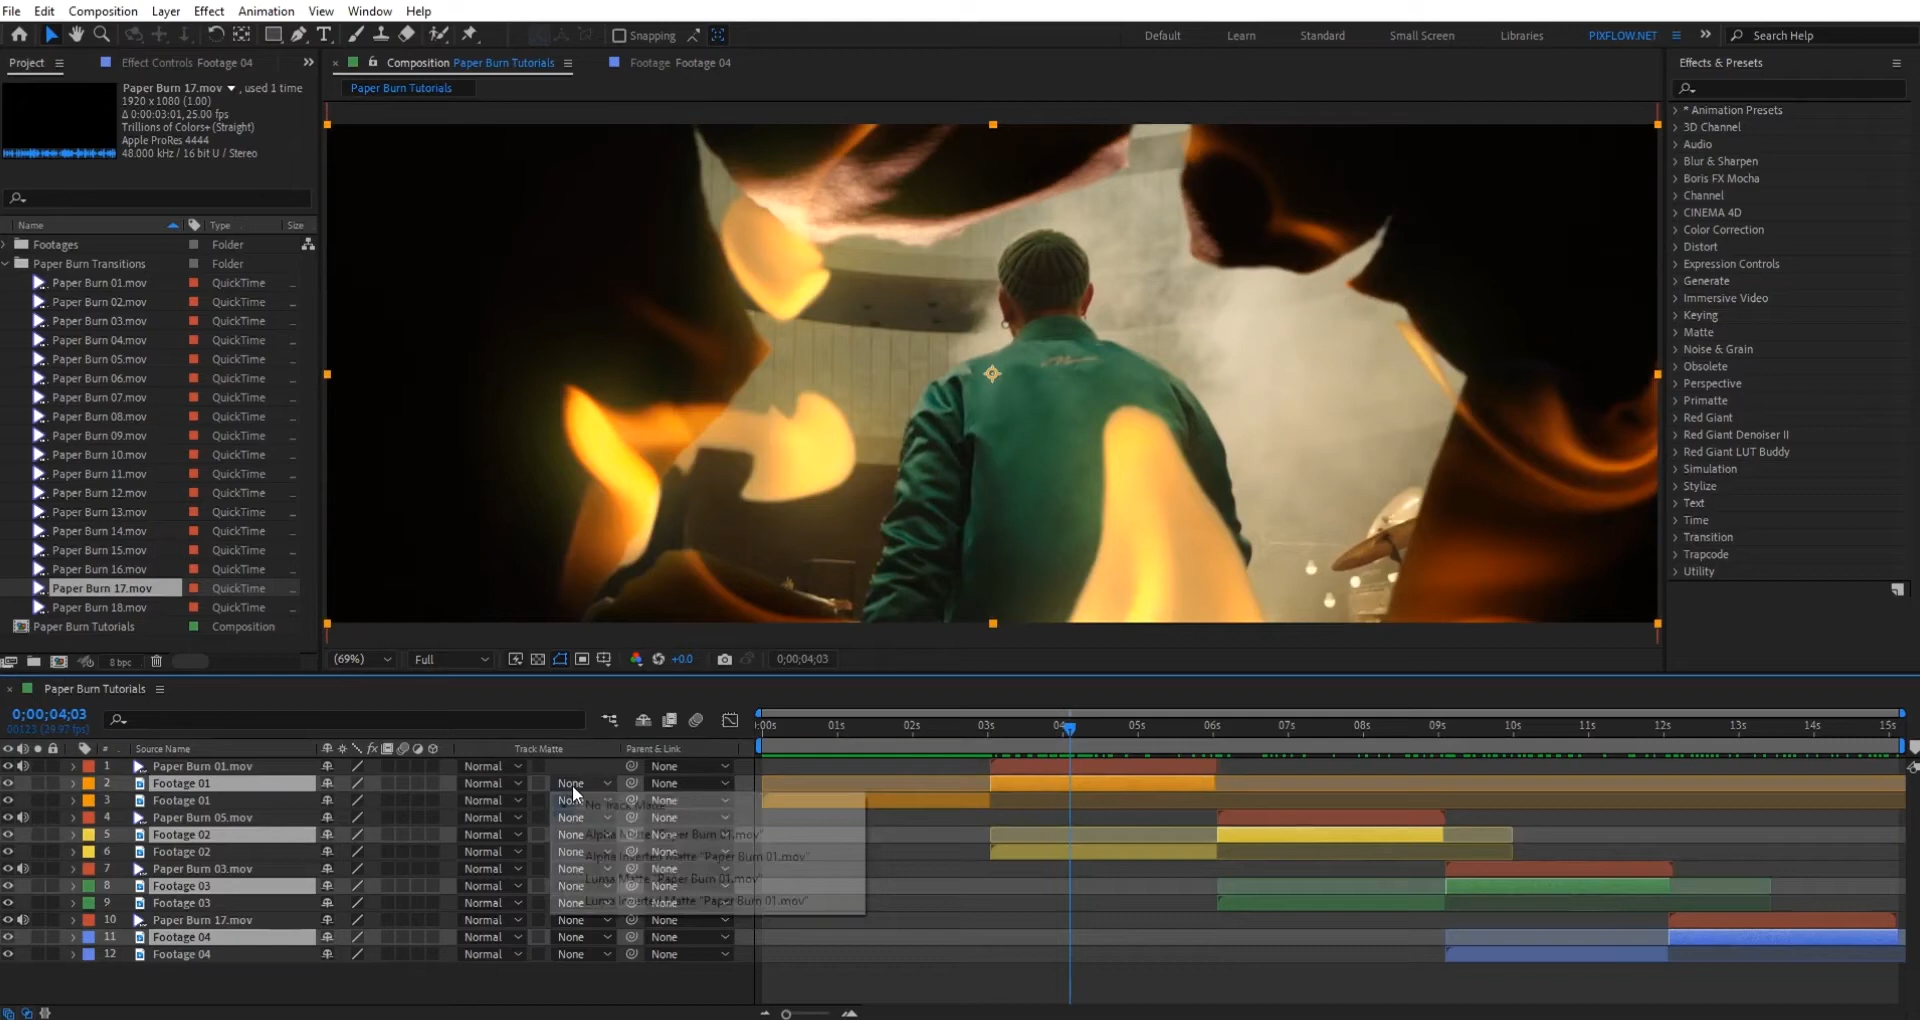 File Edit Composition Layer Effect Animation View Window Help
Snapping Default Learn Standard Small Screen Libraries PIXFLOW.NET Search Help
Project Effect Controls Footage 04 Composition Paper Burn Tutorials Footage Footage 04 Effects & Presets
Paper Burn Tutorials
Paper Burn 17.mov , used 1 time
1920 x 1080 (1.00)
Δ 0:00:03:01, 25.00 fps
Trillions of Colors+ (Straight)
Apple ProRes 4444
48.000 kHz / 16 bit U / Stereo
Name Type Size
Footages Folder
Paper Burn Transitions Folder
Paper Burn 01.mov QuickTime ...
Paper Burn 02.mov QuickTime ...
Paper Burn 03.mov QuickTime ...
Paper Burn 04.mov QuickTime ...
Paper Burn 05.mov QuickTime ...
Paper Burn 06.mov QuickTime ...
Paper Burn 07.mov QuickTime ...
Paper Burn 08.mov QuickTime ...
Paper Burn 09.mov QuickTime ...
Paper Burn 10.mov QuickTime ...
Paper Burn 11.mov QuickTime ...
Paper Burn 12.mov QuickTime ...
Paper Burn 13.mov QuickTime ...
Paper Burn 14.mov QuickTime ...
Paper Burn 15.mov QuickTime ...
Paper Burn 16.mov QuickTime ...
Paper Burn 17.mov QuickTime ...
Paper Burn 18.mov QuickTime ...
Paper Burn Tutorials Composition
8 bpc
* Animation Presets
3D Channel
Audio
Blur & Sharpen
Boris FX Mocha
Channel
CINEMA 4D
Color Correction
Distort
Expression Controls
Generate
Immersive Video
Keying
Matte
Noise & Grain
Obsolete
Perspective
Primatte
Red Giant
Red Giant Denoiser II
Red Giant LUT Buddy
Simulation
Stylize
Text
Time
Transition
Trapcode
Utility
(69%) Full +0.0 0;00;04;03
Paper Burn Tutorials
0;00;04;03
00123 (29.97 fps)
:00s 01s 02s 03s 04s 05s 06s 07s 08s 09s 10s 11s 12s 13s 14s 15s
# Source Name fx Track Matte Parent & Link
1 Paper Burn 01.mov Normal None
2 Footage 01 Normal None None
3 Footage 01 Normal None None
4 Paper Burn 05.mov Normal None None
5 Footage 02 Normal None None
6 Footage 02 Normal None None
7 Paper Burn 03.mov Normal None None
8 Footage 03 Normal None None
9 Footage 03 Normal None None
10 Paper Burn 17.mov Normal None None
11 Footage 04 Normal None None
12 Footage 04 Normal None None
No Track Matte
Alpha Matte "Paper Burn 01.mov"
Alpha Inverted Matte "Paper Burn 01.mov"
Luma Matte "Paper Burn 01.mov"
Luma Inverted Matte "Paper Burn 01.mov"